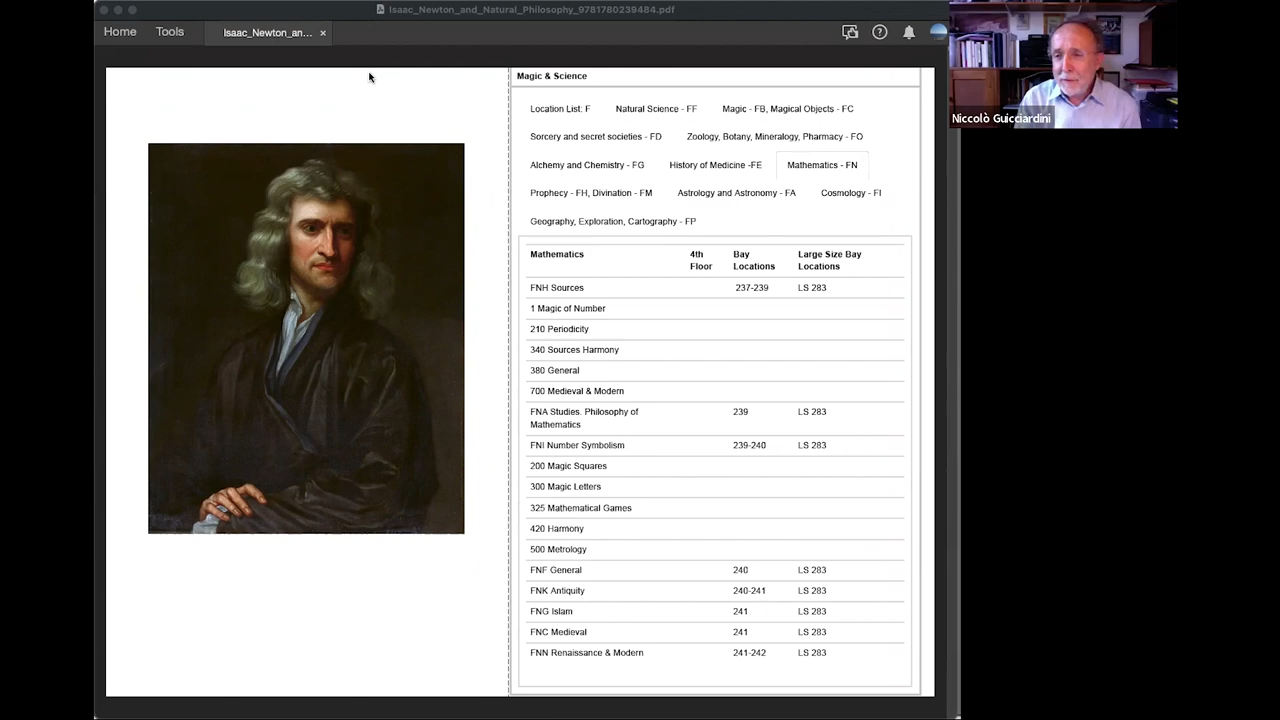 Isaac_Newton_and_Natural_Philosophy_9781780239484.pdf
Home Tools Isaac_Newton_an... ×
Niccolò Guicciardini
Magic & Science
Location List: F Natural Science - FF Magic - FB, Magical Objects - FC
Sorcery and secret societies - FD Zoology, Botany, Mineralogy, Pharmacy - FO
Alchemy and Chemistry - FG History of Medicine -FE Mathematics - FN
Prophecy - FH, Divination - FM Astrology and Astronomy - FA Cosmology - FI
Geography, Exploration, Cartography - FP
Mathematics 4th Floor Bay Locations Large Size Bay Locations
FNH Sources 237-239 LS 283
1 Magic of Number
210 Periodicity
340 Sources Harmony
380 General
700 Medieval & Modern
FNA Studies. Philosophy of 239 LS 283
Mathematics
FNI Number Symbolism 239-240 LS 283
200 Magic Squares
300 Magic Letters
325 Mathematical Games
420 Harmony
500 Metrology
FNF General 240 LS 283
FNK Antiquity 240-241 LS 283
FNG Islam 241 LS 283
FNC Medieval 241 LS 283
FNN Renaissance & Modern 241-242 LS 283